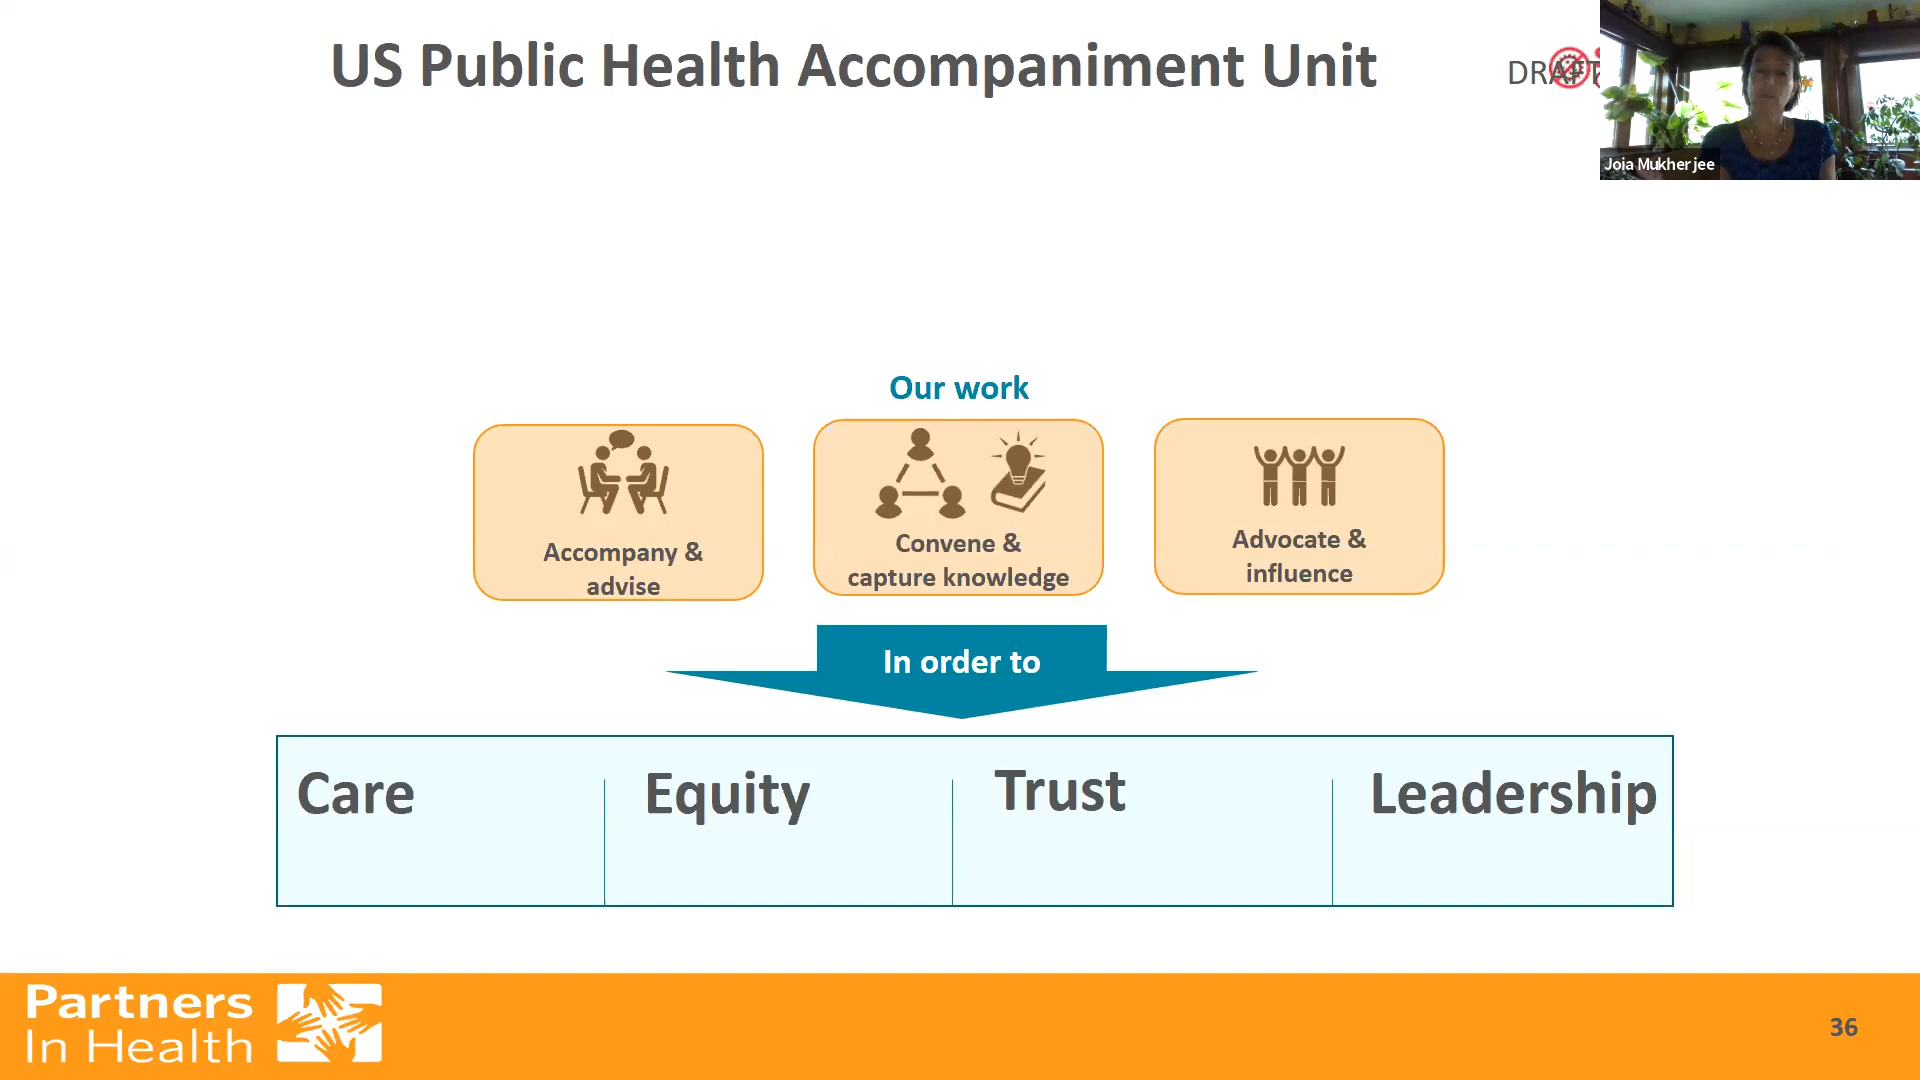 US Public Health Accompaniment Unit
DRAFT
Joia Mukherjee
Our work
Accompany &
advise
Convene &
capture knowledge
Advocate &
influence
In order to
Care
Equity
Trust
Leadership
Partners
In Health
36